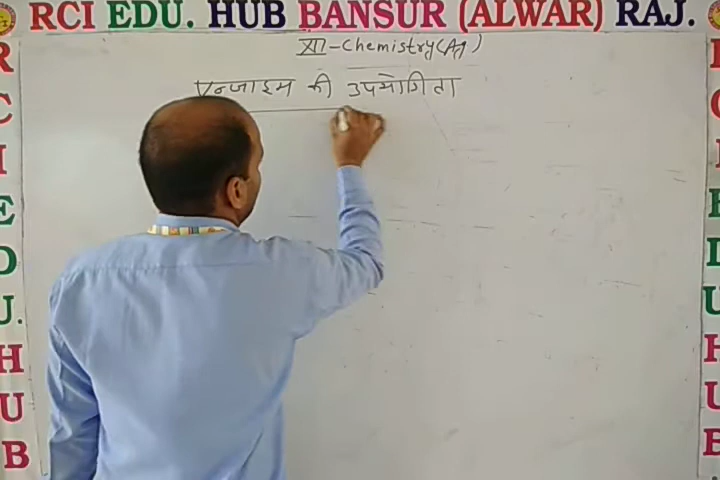 RCI EDU. HUB BANSUR (ALWAR) RAJ.
XII-Chemistry
एन्जाइम की उपयोगिता
R
C
I
E
D
U.
H
U
B
I
E
D
U
H
U
B